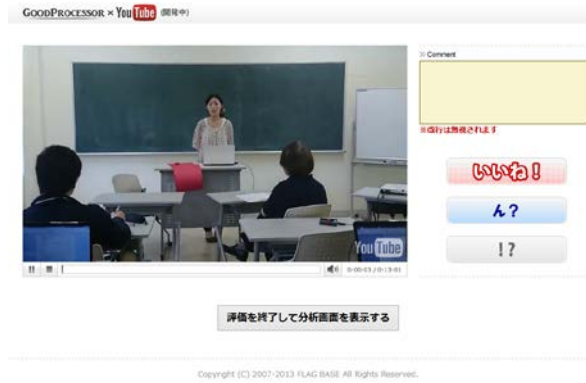 GOODPROCESSOR × YouTube (開発中)
Comment
※改行は無視されます
いいね！
ん？
！？
YouTube
0:00:03 / 0:13:01
評価を終了して分析画面を表示する
Copyright (C) 2007-2013 FLAG BASE All Rights Reserved.